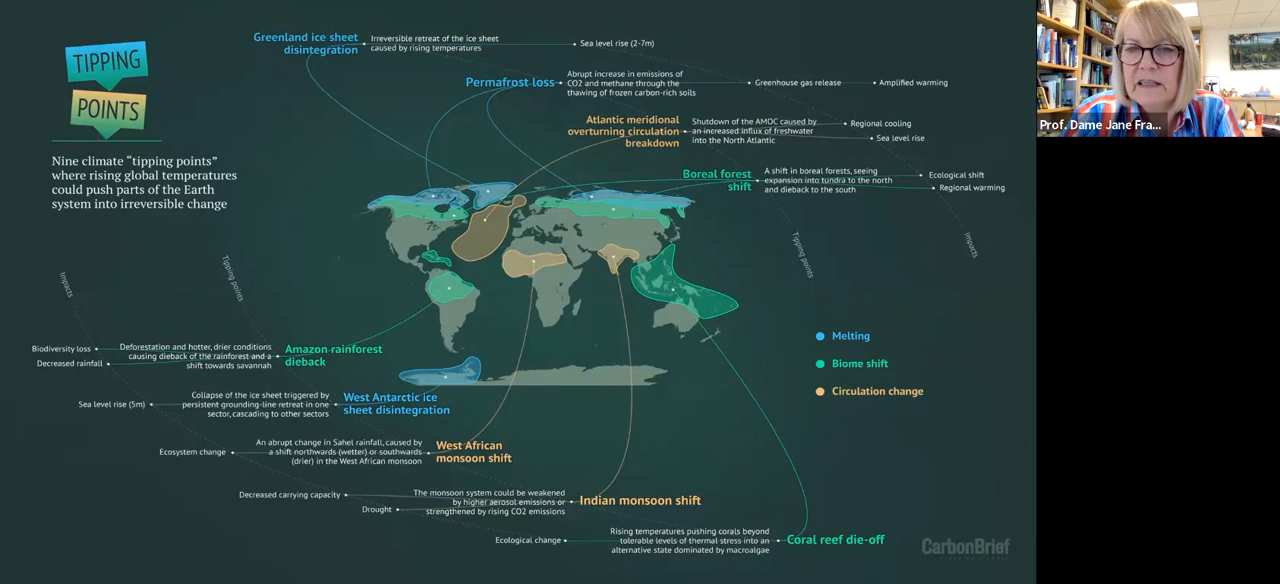 TIPPING
POINTS
Nine climate “tipping points”
where rising global temperatures
could push parts of the Earth
system into irreversible change
Greenland ice sheet
disintegration
Irreversible retreat of the ice sheet
caused by rising temperatures
Sea level rise (2-7m)
Permafrost loss
Abrupt increase in emissions of
CO2 and methane through the
thawing of frozen carbon-rich soils
Greenhouse gas release
Amplified warming
Atlantic meridional
overturning circulation
breakdown
Shutdown of the AMOC caused by
an increased influx of freshwater
into the North Atlantic
Regional cooling
Sea level rise
Boreal forest
shift
A shift in boreal forests, seeing
expansion into tundra to the north
and dieback to the south
Ecological shift
Regional warming
Tipping points
Impacts
Impacts
Tipping points
Melting
Biome shift
Circulation change
Biodiversity loss
Decreased rainfall
Deforestation and hotter, drier conditions
causing dieback of the rainforest and a
shift towards savannah
Amazon rainforest
dieback
Sea level rise (5m)
Collapse of the ice sheet triggered by
persistent grounding-line retreat in one
sector, cascading to other sectors
West Antarctic ice
sheet disintegration
Ecosystem change
An abrupt change in Sahel rainfall, caused by
a shift northwards (wetter) or southwards
(drier) in the West African monsoon
West African
monsoon shift
Decreased carrying capacity
Drought
The monsoon system could be weakened
by higher aerosol emissions or
strengthened by rising CO2 emissions
Indian monsoon shift
Ecological change
Rising temperatures pushing corals beyond
tolerable levels of thermal stress into an
alternative state dominated by macroalgae
Coral reef die-off
CarbonBrief
Prof. Dame Jane Fra...